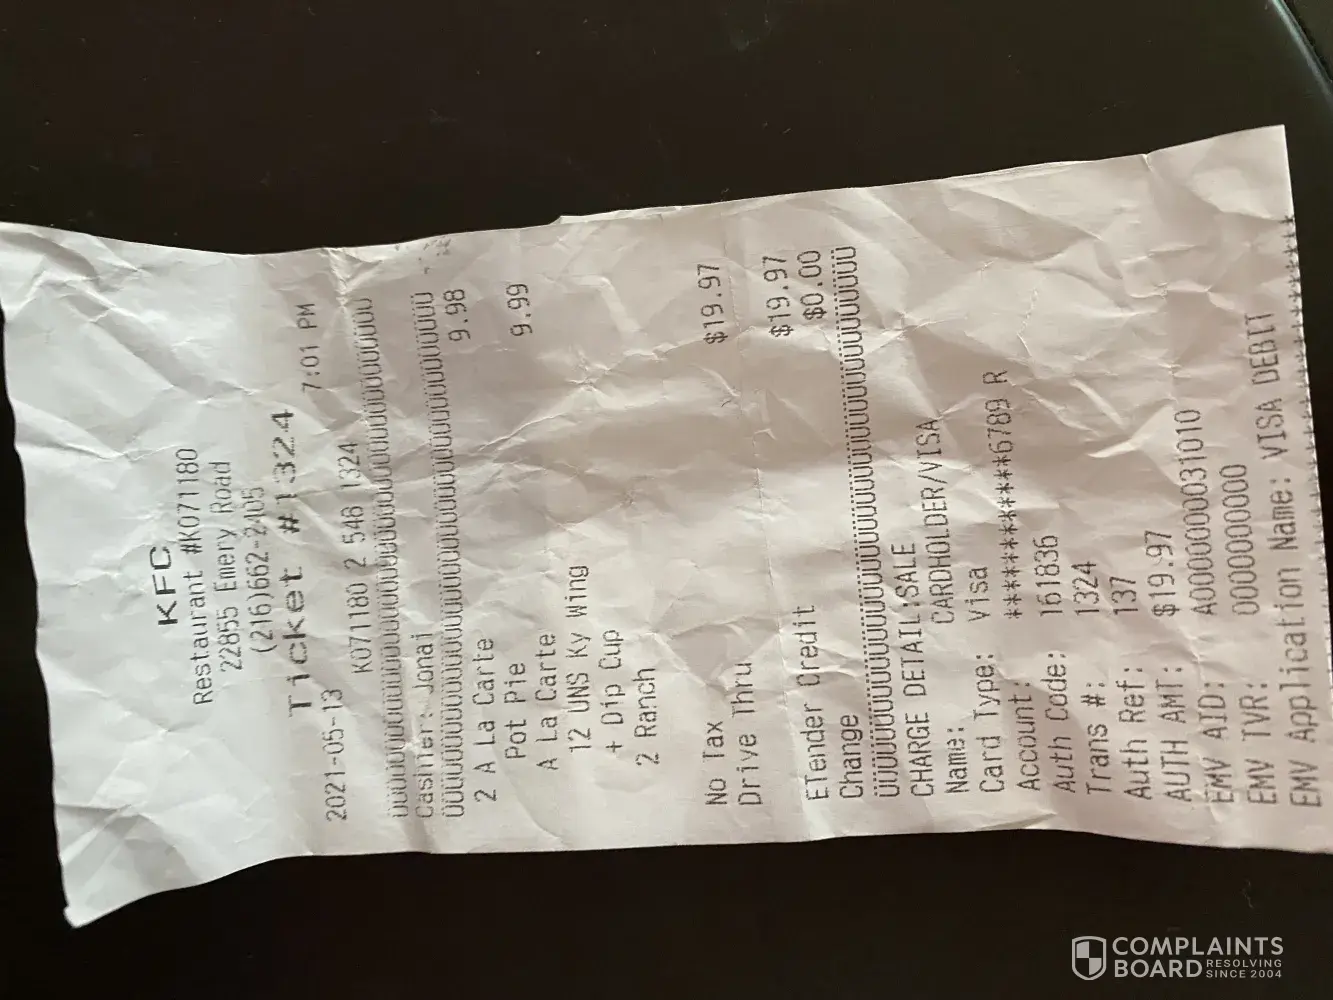 KFC
Restaurant #K071180
22855 Emery Road
(216)662-2405
Ticket #1324
2021-05-13 7:01 PM
K071180 2 548 1324
Cashier: Jonai
2 A La Carte 9.98
Pot Pie
A La Carte 9.99
12 UNS Ky Wing
+ Dip Cup
2 Ranch
No Tax $19.97
Drive Thru
ETender Credit $19.97
Change $0.00
CHARGE DETAIL:SALE
Name: CARDHOLDER/VISA
Card Type: Visa
Account: ************6789 R
Auth Code: 161836
Trans #: 1324
Auth Ref: 137
AUTH AMT: $19.97
EMV AID: A0000000031010
EMV TVR: 0000000000
EMV Application Name: VISA DEBIT
COMPLAINTS
BOARD RESOLVING
SINCE 2004